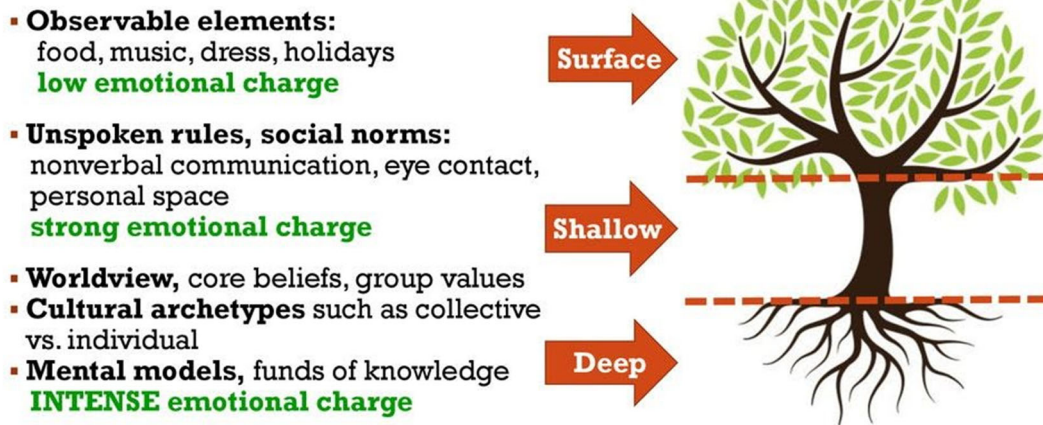 ▪ Observable elements:
food, music, dress, holidays
low emotional charge
Surface
▪ Unspoken rules, social norms:
nonverbal communication, eye contact,
personal space
strong emotional charge
Shallow
▪ Worldview, core beliefs, group values
▪ Cultural archetypes such as collective
vs. individual
▪ Mental models, funds of knowledge
INTENSE emotional charge
Deep